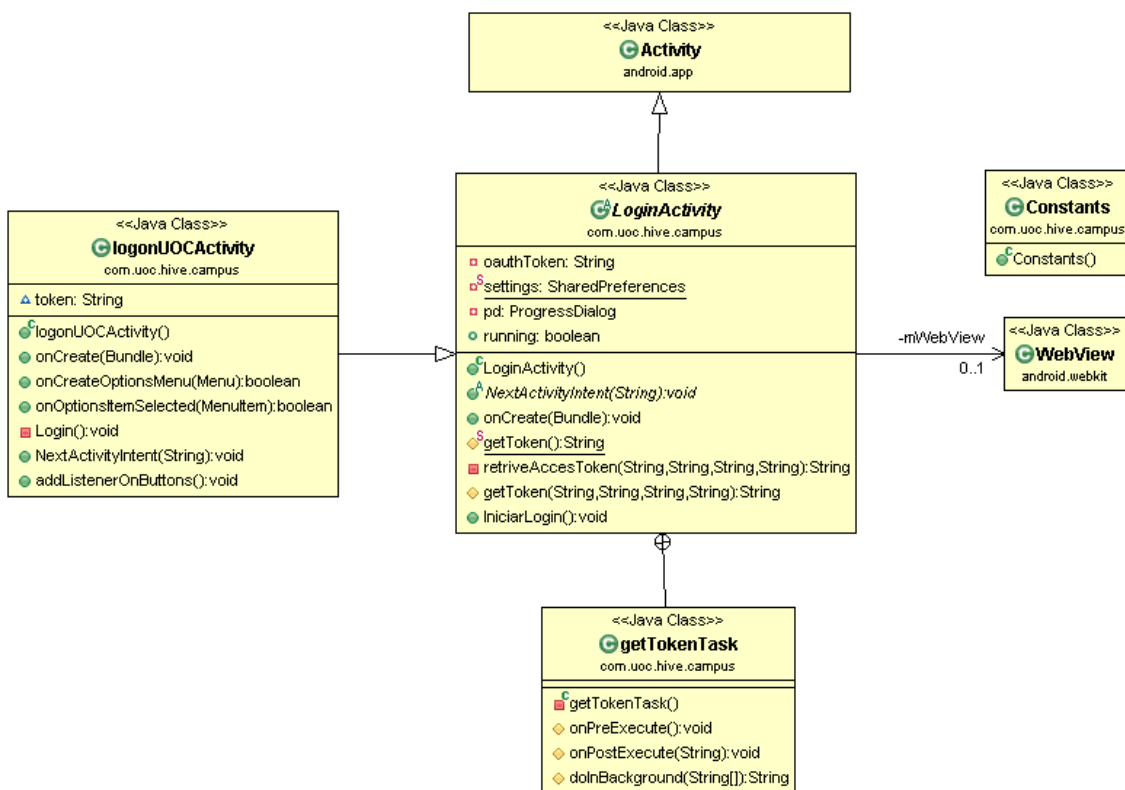 <<Java Class>>
Activity
android.app
<<Java Class>>
LoginActivity
com.uoc.hive.campus
oauthToken: String
settings: SharedPreferences
pd: ProgressDialog
running: boolean
LoginActivity()
NextActivityIntent(String):void
onCreate(Bundle):void
getToken():String
retriveAccesToken(String,String,String,String):String
getToken(String,String,String,String):String
IniciarLogin():void
<<Java Class>>
Constants
com.uoc.hive.campus
Constants()
<<Java Class>>
logonUOCActivity
com.uoc.hive.campus
token: String
logonUOCActivity()
onCreate(Bundle):void
onCreateOptionsMenu(Menu):boolean
onOptionsItemSelected(MenuItem):boolean
Login():void
NextActivityIntent(String):void
addListenerOnButtons():void
-mWebView
0..1
<<Java Class>>
WebView
android.webkit
<<Java Class>>
getTokenTask
com.uoc.hive.campus
getTokenTask()
onPreExecute():void
onPostExecute(String):void
doInBackground(String[]):String